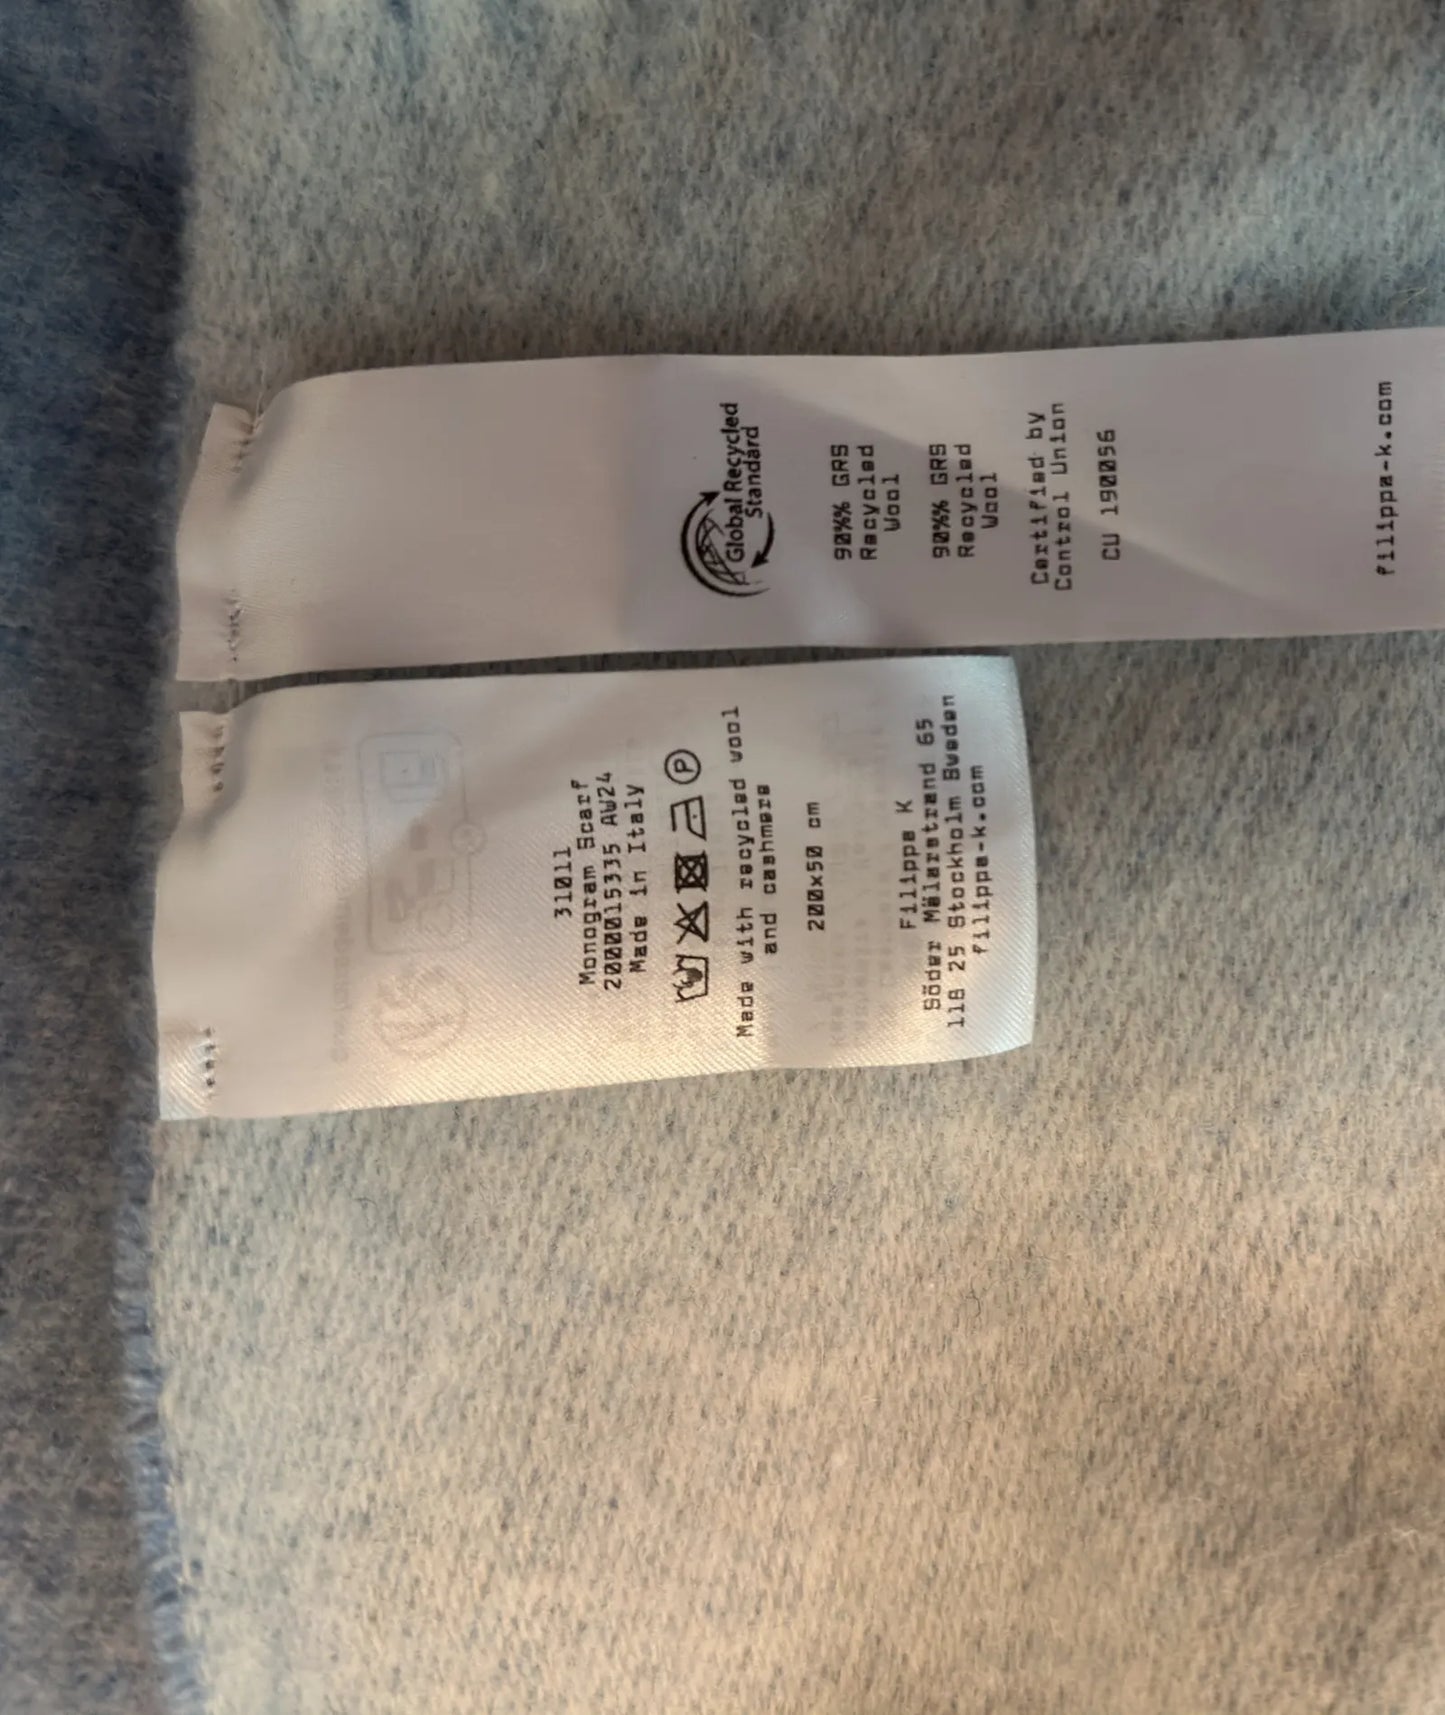 Global Recycled
Standard
90%% GRS
Recycled
Wool
90%% GRS
Recycled
Wool
Certified by
Control Union
CU 190056
filippa-k.com
31011
Monogram Scarf
2000015335 AW24
Made in Italy
P
Made with recycled wool
and cashmere
200x50 cm
Filippa K
Söder Mälarstrand 65
118 25 Stockholm Sweden
filippa-k.com